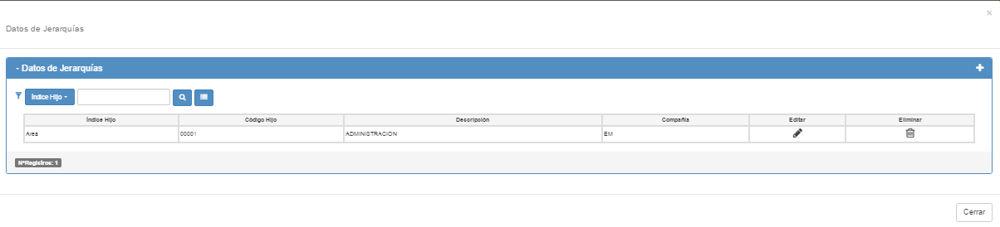 ×
Datos de Jerarquías
- Datos de Jerarquías
Índice Hijo
Índice Hijo Código Hijo Descripción Compañía Editar Eliminar
Area 00001 ADMINISTRACION EM
NºRegistros: 1
Cerrar